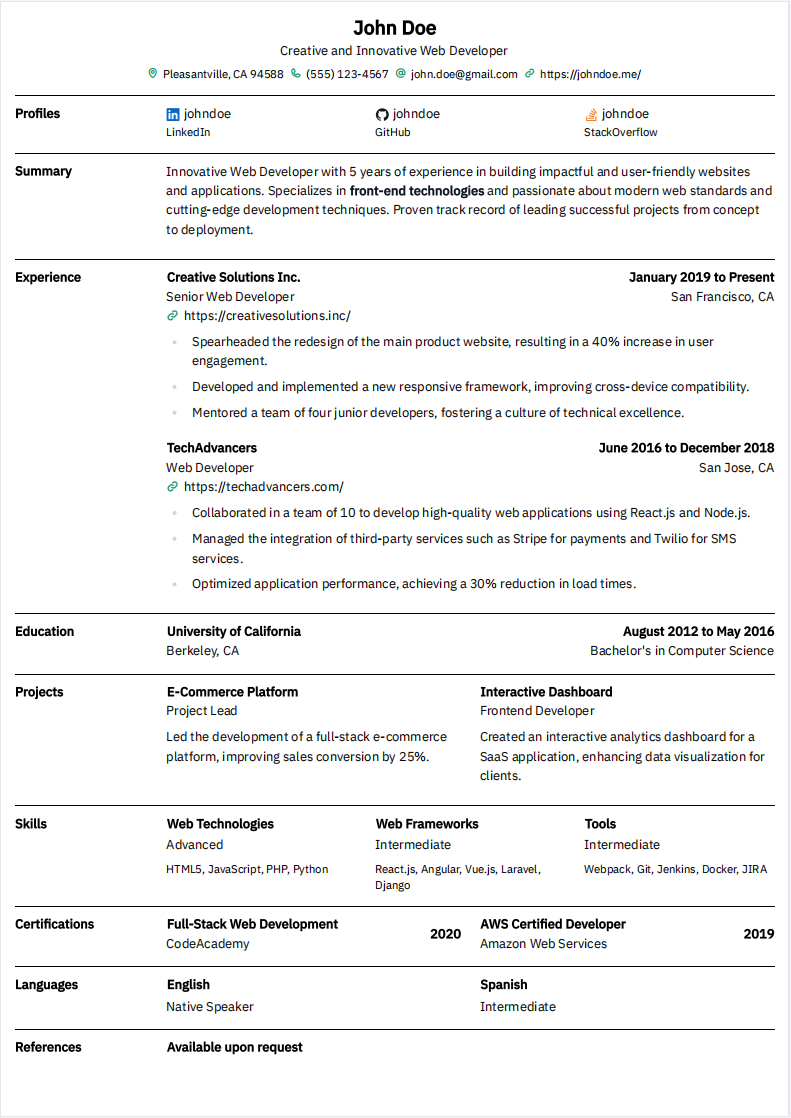 John Doe
Creative and Innovative Web Developer
Pleasantville, CA 94588 (555) 123-4567 john.doe@gmail.com https://johndoe.me/
Profiles
johndoe johndoe johndoe
LinkedIn GitHub StackOverflow
Summary
Innovative Web Developer with 5 years of experience in building impactful and user-friendly websites
and applications. Specializes in front-end technologies and passionate about modern web standards and
cutting-edge development techniques. Proven track record of leading successful projects from concept
to deployment.
Experience
Creative Solutions Inc. January 2019 to Present
Senior Web Developer San Francisco, CA
https://creativesolutions.inc/
Spearheaded the redesign of the main product website, resulting in a 40% increase in user
engagement.
Developed and implemented a new responsive framework, improving cross-device compatibility.
Mentored a team of four junior developers, fostering a culture of technical excellence.
TechAdvancers June 2016 to December 2018
Web Developer San Jose, CA
https://techadvancers.com/
Collaborated in a team of 10 to develop high-quality web applications using React.js and Node.js.
Managed the integration of third-party services such as Stripe for payments and Twilio for SMS
services.
Optimized application performance, achieving a 30% reduction in load times.
Education
University of California August 2012 to May 2016
Berkeley, CA Bachelor's in Computer Science
Projects
E-Commerce Platform
Project Lead
Led the development of a full-stack e-commerce
platform, improving sales conversion by 25%.
Interactive Dashboard
Frontend Developer
Created an interactive analytics dashboard for a
SaaS application, enhancing data visualization for
clients.
Skills
Web Technologies
Advanced
HTML5, JavaScript, PHP, Python
Web Frameworks
Intermediate
React.js, Angular, Vue.js, Laravel,
Django
Tools
Intermediate
Webpack, Git, Jenkins, Docker, JIRA
Certifications
Full-Stack Web Development
CodeAcademy
2020
AWS Certified Developer
Amazon Web Services
2019
Languages
English
Native Speaker
Spanish
Intermediate
References
Available upon request